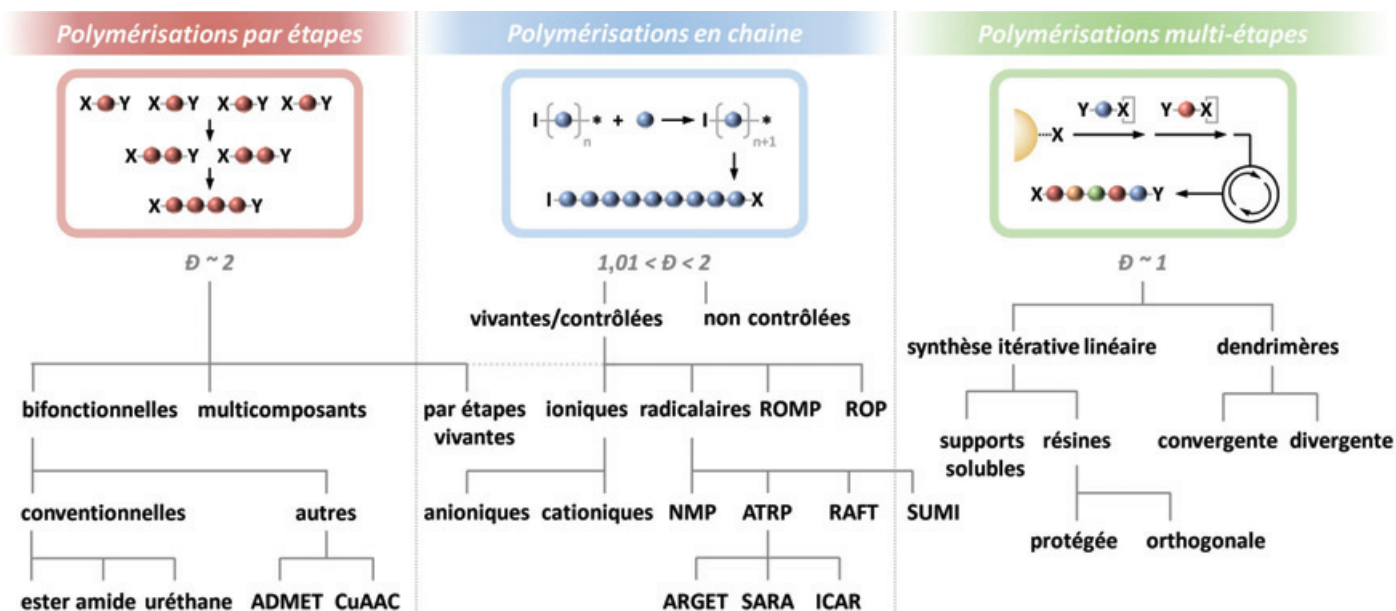 Polymérisations par étapes
Polymérisations en chaine
Polymérisations multi-étapes
X Y X Y X Y X Y
X Y X Y
X Y
I ( ) n * + I ( ) n+1 *
I X
X Y X Y X
X Y
Đ ~ 2
1,01 < Đ < 2
Đ ~ 1
vivantes/contrôlées
non contrôlées
synthèse itérative linéaire
dendrimères
bifonctionnelles
multicomposants
par étapes
vivantes
ioniques
radicalaires
ROMP
ROP
supports
solubles
résines
convergente
divergente
conventionnelles
autres
anioniques
cationiques
NMP
ATRP
RAFT
SUMI
protégée
orthogonale
ester
amide
uréthane
ADMET
CuAAC
ARGET
SARA
ICAR